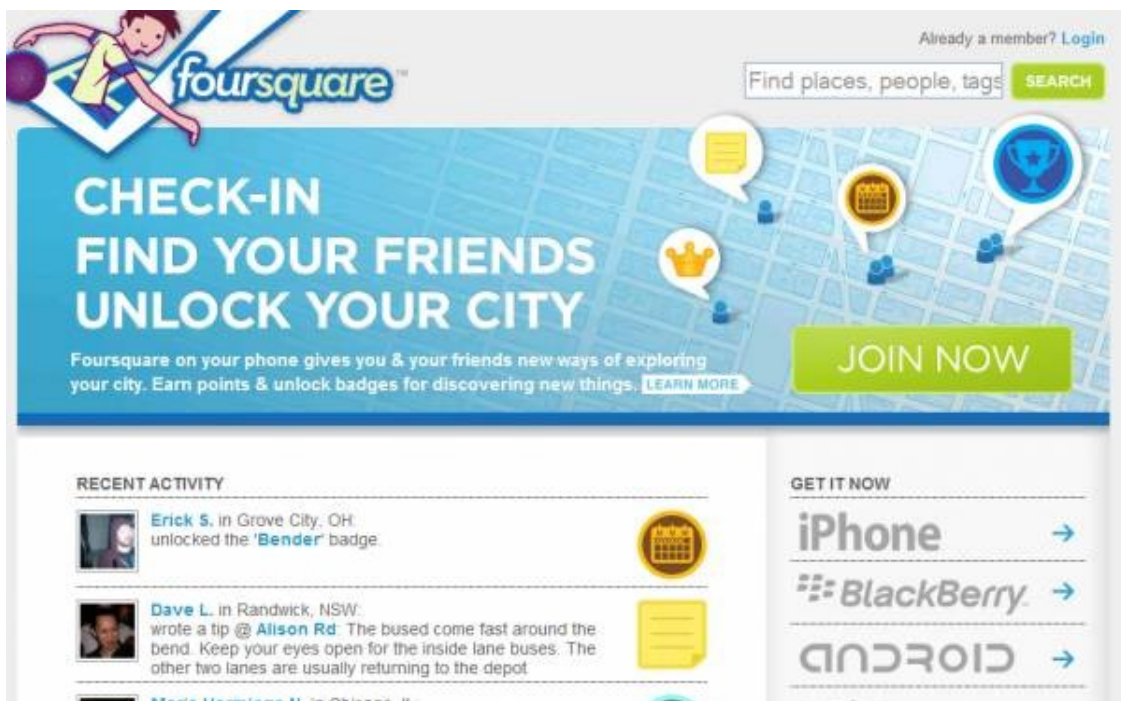 foursquare™
Already a member? Login
Find places, people, tags
SEARCH
CHECK-IN
FIND YOUR FRIENDS
UNLOCK YOUR CITY
Foursquare on your phone gives you & your friends new ways of exploring
your city. Earn points & unlock badges for discovering new things. LEARN MORE
JOIN NOW
RECENT ACTIVITY
Erick S. in Grove City, OH:
unlocked the 'Bender' badge.
Dave L. in Randwick, NSW:
wrote a tip @ Alison Rd: The bused come fast around the
bend. Keep your eyes open for the inside lane buses. The
other two lanes are usually returning to the depot
GET IT NOW
iPhone
BlackBerry.
ANDROID